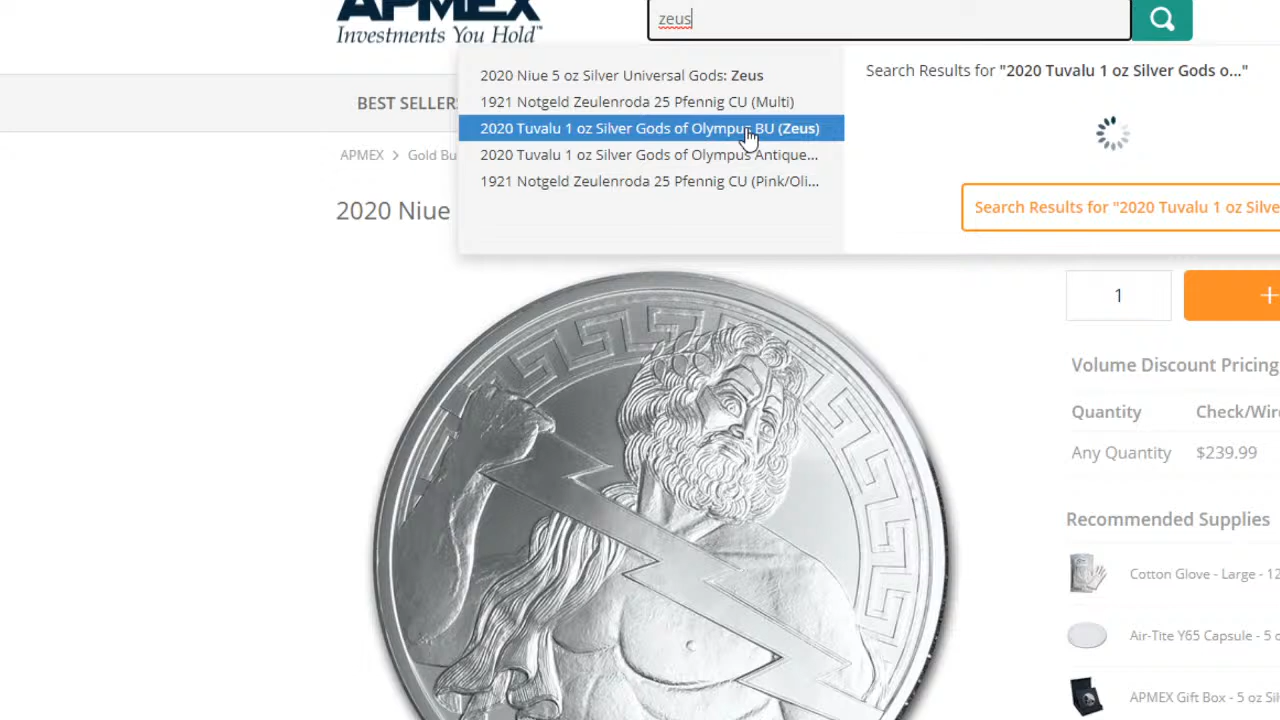 APMEX
Investments You Hold™
zeus
2020 Niue 5 oz Silver Universal Gods: Zeus
1921 Notgeld Zeulenroda 25 Pfennig CU (Multi)
2020 Tuvalu 1 oz Silver Gods of Olympus BU (Zeus)
2020 Tuvalu 1 oz Silver Gods of Olympus Antique...
1921 Notgeld Zeulenroda 25 Pfennig CU (Pink/Oli...
Search Results for "2020 Tuvalu 1 oz Silver Gods o..."
Search Results for "2020 Tuvalu 1 oz Silve
BEST SELLER
APMEX > Gold Bu
2020 Niue
1
+
Volume Discount Pricing
Quantity Check/Wir
Any Quantity $239.99
Recommended Supplies
Cotton Glove - Large - 12
Air-Tite Y65 Capsule - 5 o
APMEX Gift Box - 5 oz Sil